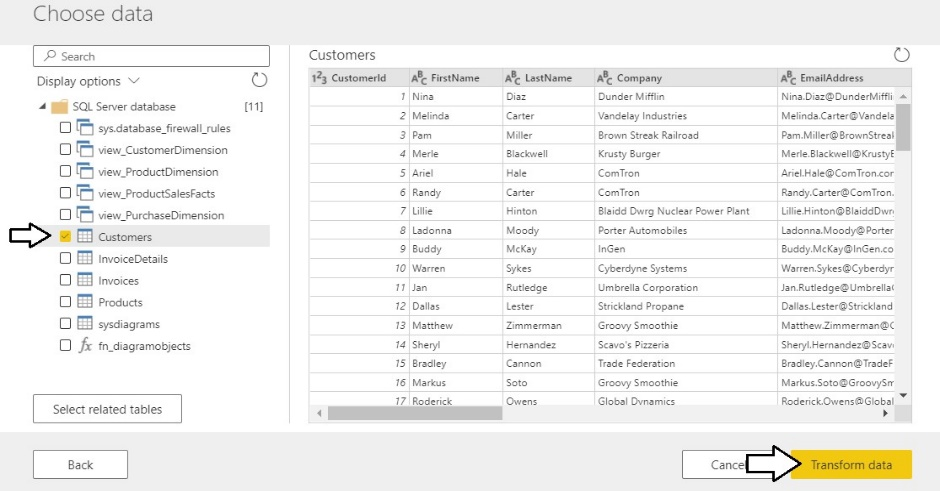 Choose data
Search
Display options
SQL Server database [11]
sys.database_firewall_rules
view_CustomerDimension
view_ProductDimension
view_ProductSalesFacts
view_PurchaseDimension
Customers
InvoiceDetails
Invoices
Products
sysdiagrams
fx fn_diagramobjects
Select related tables
Customers
123 CustomerId ABC FirstName ABC LastName ABC Company ABC EmailAddress
1 Nina Diaz Dunder Mifflin Nina.Diaz@DunderMiffli
2 Melinda Carter Vandelay Industries Melinda.Carter@Vandela
3 Pam Miller Brown Streak Railroad Pam.Miller@BrownStreak
4 Merle Blackwell Krusty Burger Merle.Blackwell@KrustyB
5 Ariel Hale ComTron Ariel.Hale@ComTron.cor
6 Randy Carter ComTron Randy.Carter@ComTron.
7 Lillie Hinton Blaidd Dwrg Nuclear Power Plant Lillie.Hinton@BlaiddDwr
8 Ladonna Moody Porter Automobiles Ladonna.Moody@Porter
9 Buddy McKay InGen Buddy.McKay@InGen.co
10 Warren Sykes Cyberdyne Systems Warren.Sykes@Cyberdyr
11 Jan Rutledge Umbrella Corporation Jan.Rutledge@Umbrella
12 Dallas Lester Strickland Propane Dallas.Lester@Strickland
13 Matthew Zimmerman Groovy Smoothie Matthew.Zimmerman@
14 Sheryl Hernandez Scavo's Pizzeria Sheryl.Hernandez@Scav
15 Bradley Cannon Trade Federation Bradley.Cannon@TradeF
16 Markus Soto Groovy Smoothie Markus.Soto@GroovySm
17 Roderick Owens Global Dynamics Roderick.Owens@Global
Back
Cance
Transform data